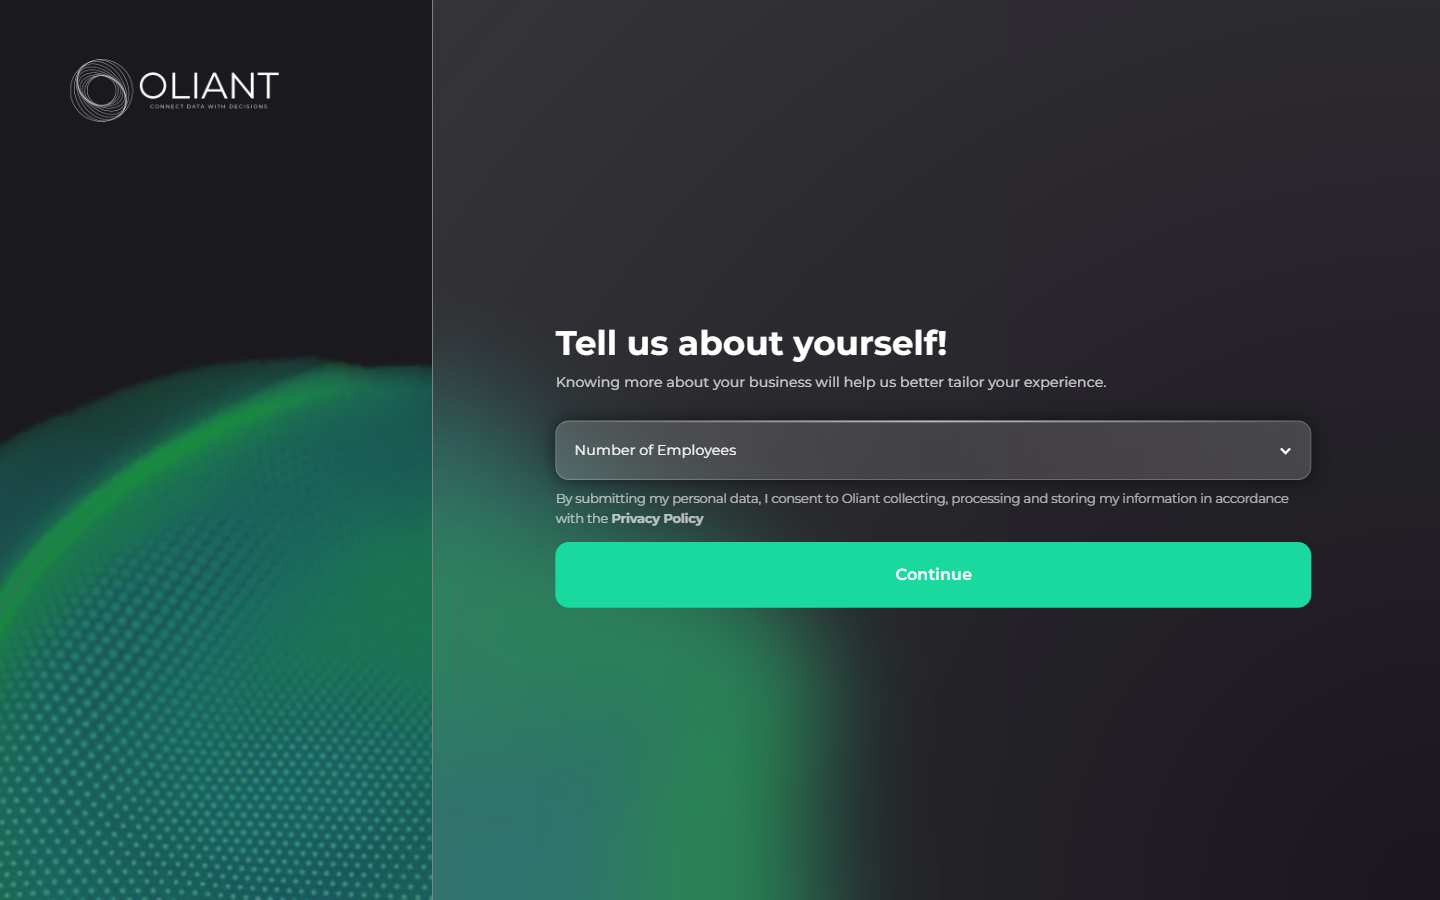 OLIANT
CONNECT DATA WITH DECISIONS
Tell us about yourself!
Knowing more about your business will help us better tailor your experience.
Number of Employees
By submitting my personal data, I consent to Oliant collecting, processing and storing my information in accordance
with the Privacy Policy
Continue